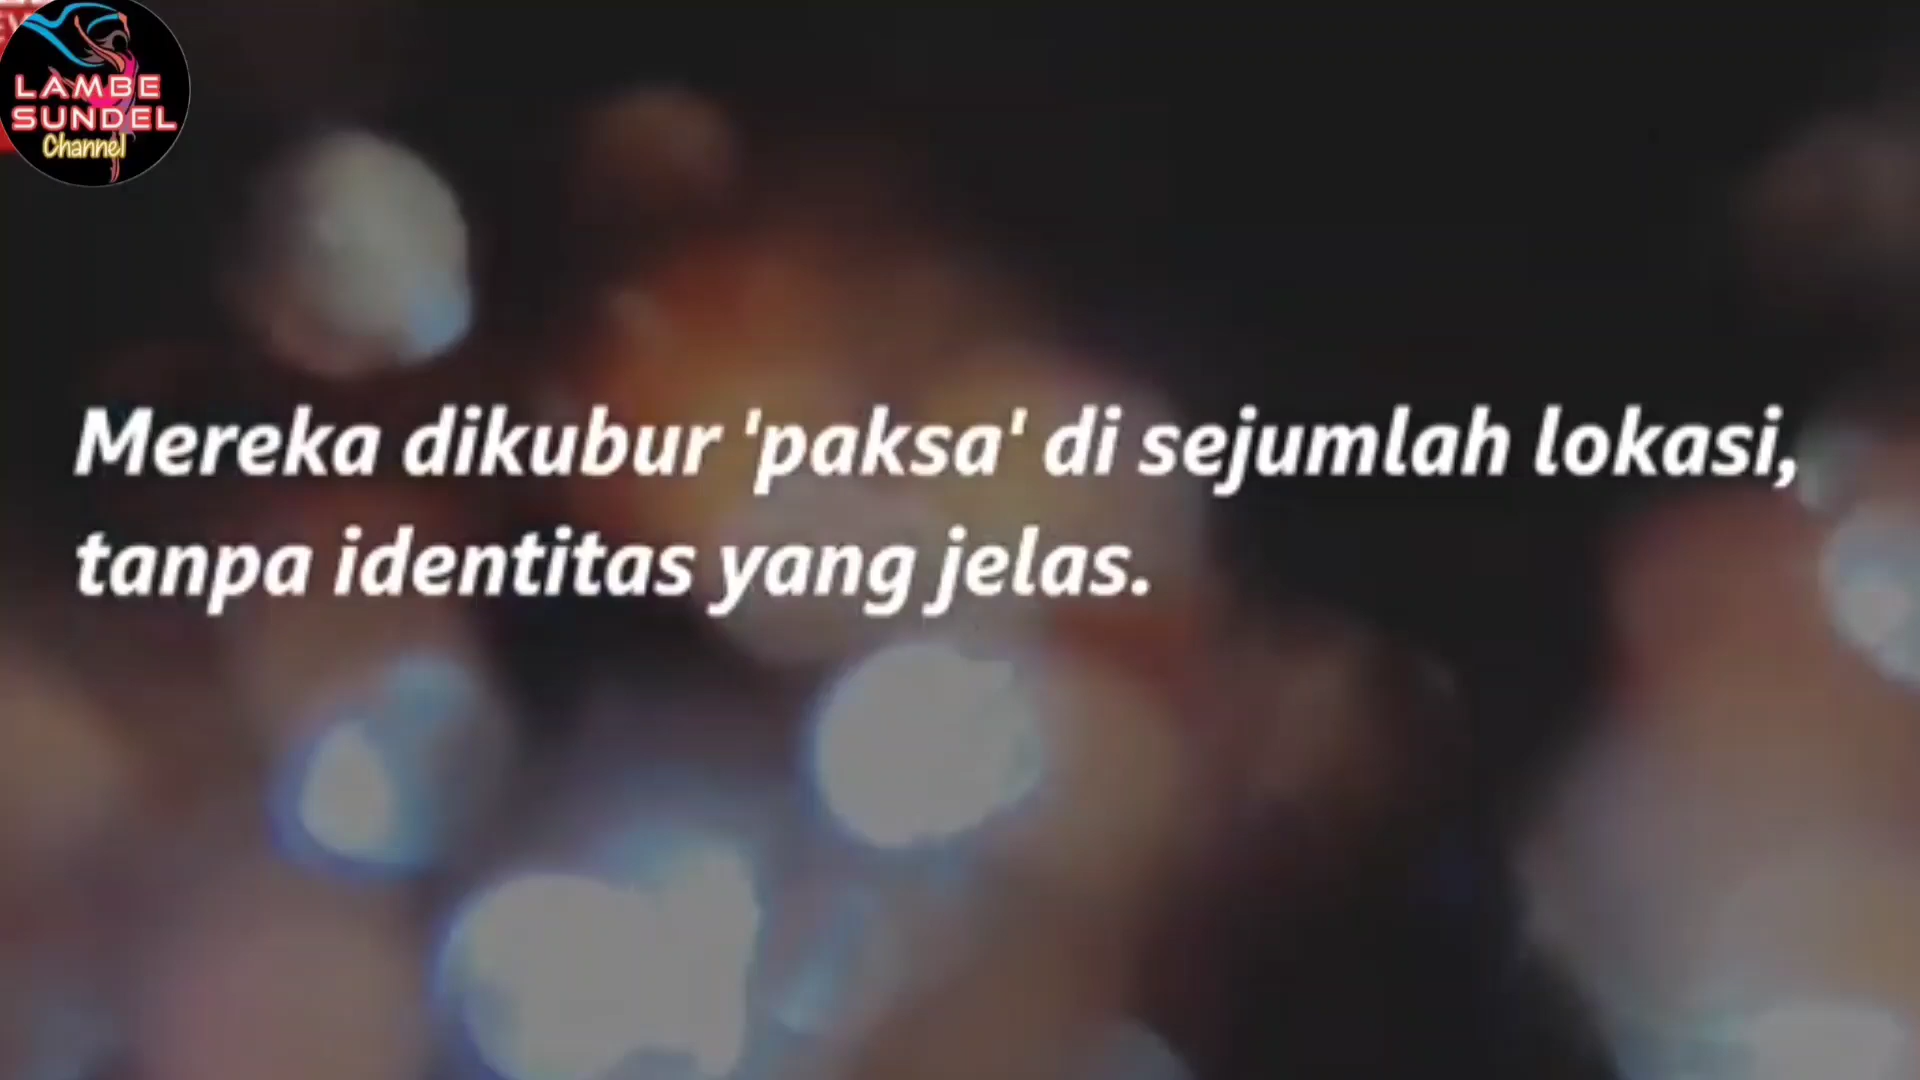 LAMBE
SUNDEL
Channel
Mereka dikubur 'paksa' di sejumlah lokasi,
tanpa identitas yang jelas.